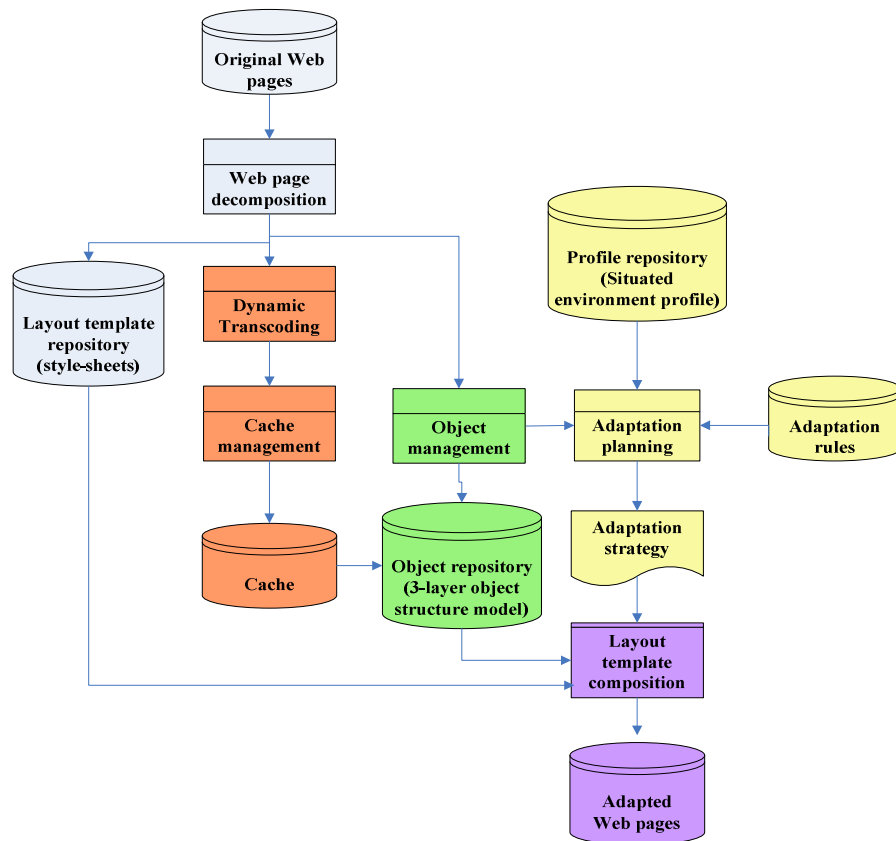 Original Web
pages
Web page
decomposition
Profile repository
(Situated
environment profile)
Layout template
repository
(style-sheets)
Dynamic
Transcoding
Cache
management
Object
management
Adaptation
planning
Adaptation
rules
Adaptation
strategy
Cache
Object repository
(3-layer object
structure model)
Layout
template
composition
Adapted
Web pages